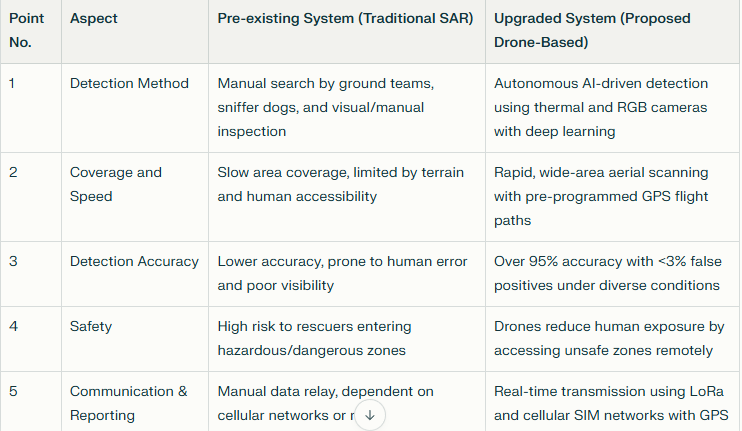 Point No. Aspect Pre-existing System (Traditional SAR) Upgraded System (Proposed Drone-Based)
1 Detection Method Manual search by ground teams, sniffer dogs, and visual/manual inspection Autonomous AI-driven detection using thermal and RGB cameras with deep learning
2 Coverage and Speed Slow area coverage, limited by terrain and human accessibility Rapid, wide-area aerial scanning with pre-programmed GPS flight paths
3 Detection Accuracy Lower accuracy, prone to human error and poor visibility Over 95% accuracy with <3% false positives under diverse conditions
4 Safety High risk to rescuers entering hazardous/dangerous zones Drones reduce human exposure by accessing unsafe zones remotely
5 Communication & Reporting Manual data relay, dependent on cellular networks or Real-time transmission using LoRa and cellular SIM networks with GPS